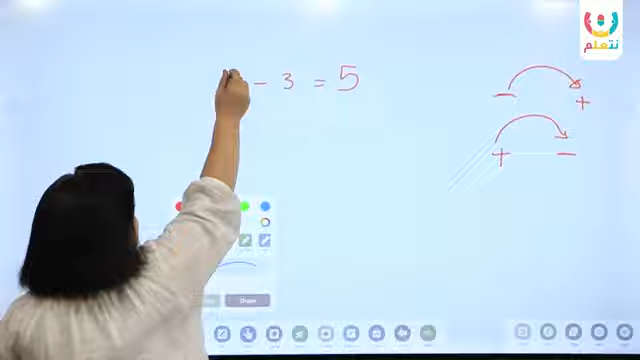 نتعلم
- 3 = 5
- +
+ -